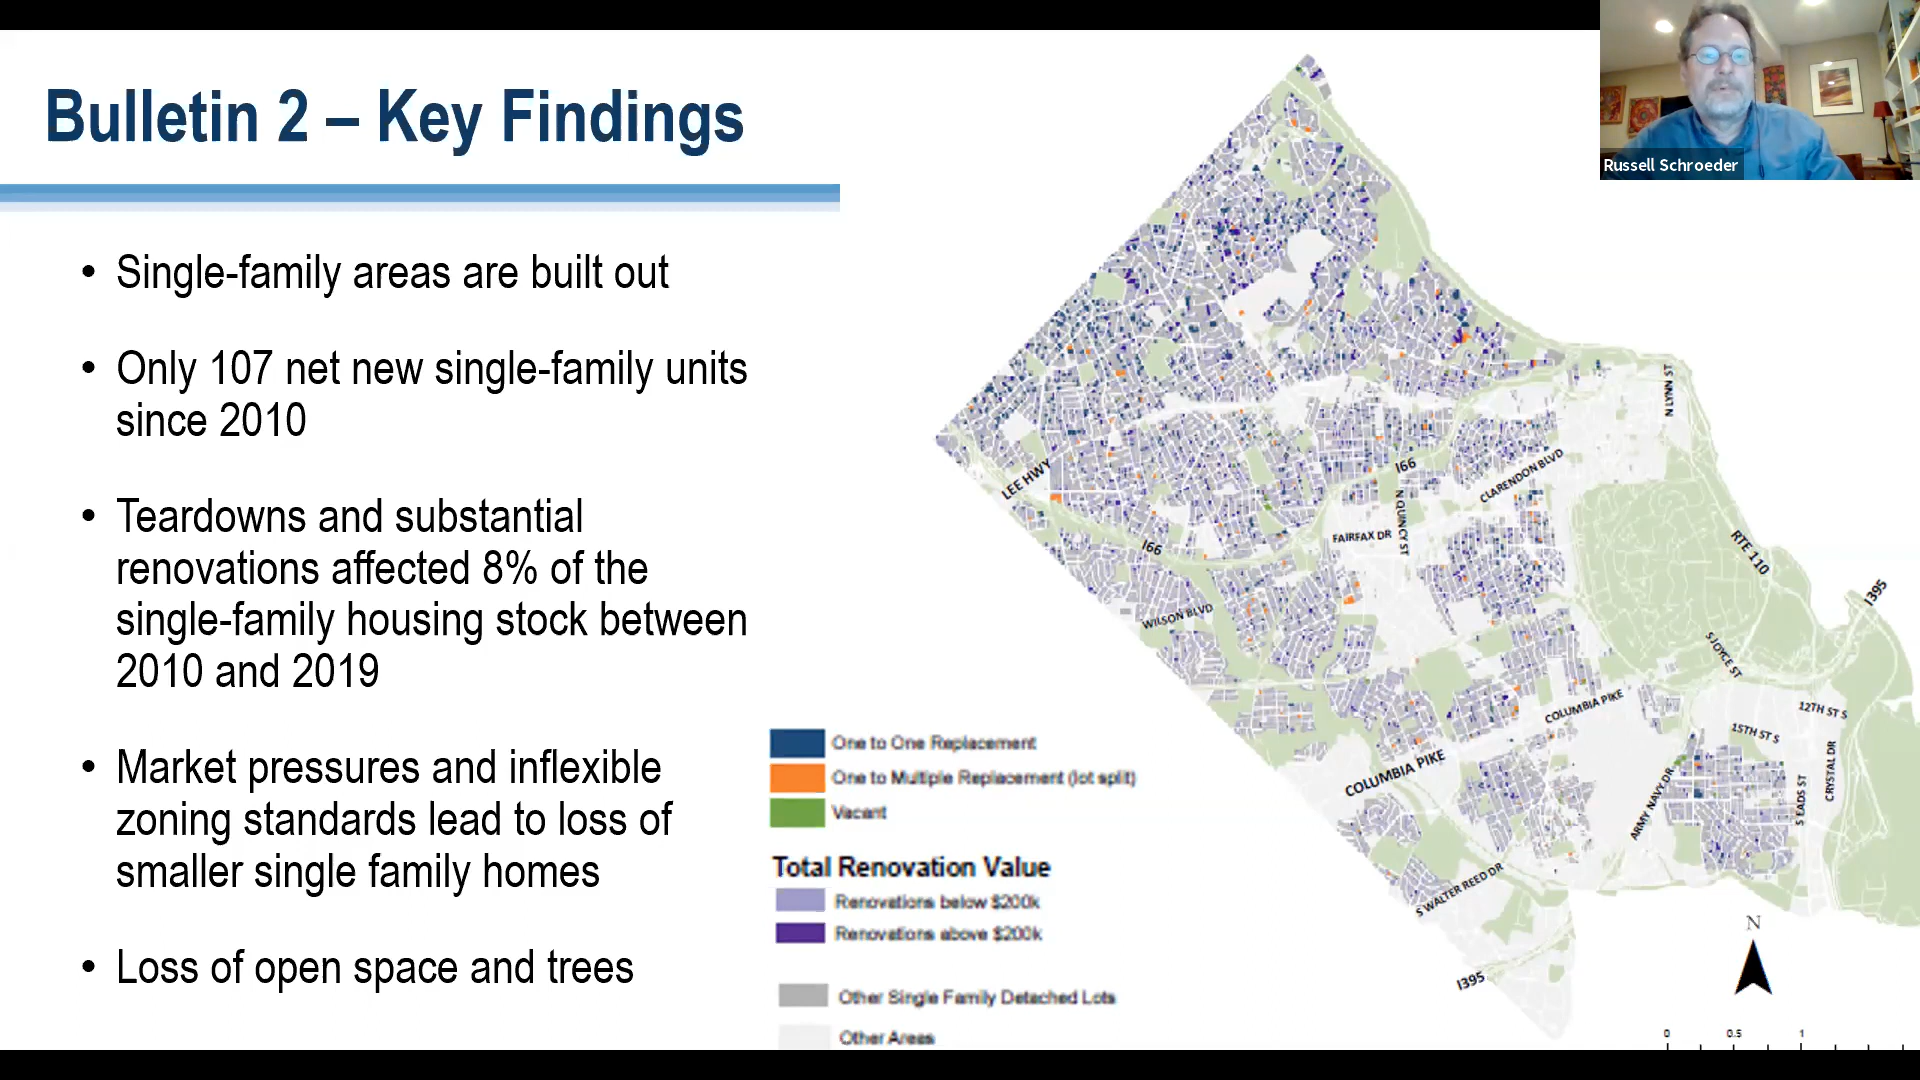 Bulletin 2 – Key Findings
Russell Schroeder
• Single-family areas are built out
• Only 107 net new single-family units
since 2010
• Teardowns and substantial
renovations affected 8% of the
single-family housing stock between
2010 and 2019
• Market pressures and inflexible
zoning standards lead to loss of
smaller single family homes
• Loss of open space and trees
One to One Replacement
One to Multiple Replacement (lot split)
Vacant
Total Renovation Value
Renovations below $200k
Renovations above $200k
Other Single Family Detached Lots
Other Areas
N LYNN ST
LEE HWY
I66
CLARENDON BLVD
N QUINCY ST
FAIRFAX DR
I66
RTE 110
I395
WILSON BLVD
S JOYCE ST
COLUMBIA PIKE
12TH ST S
15TH ST S
COLUMBIA PIKE
CRYSTAL DR
ARMY NAVY DR
S EADS ST
S WALTER REED DR
I395
N
0 0.5 1